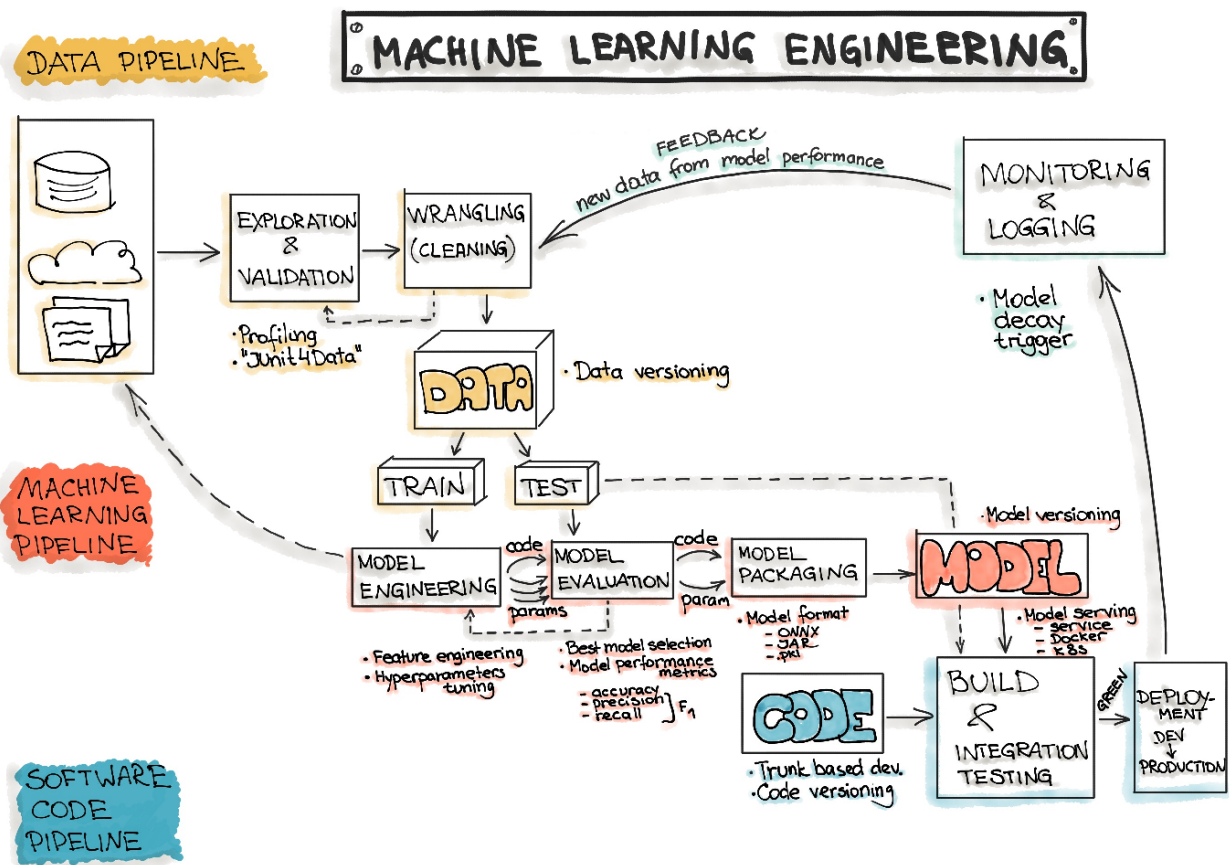 MACHINE LEARNING ENGINEERING
DATA PIPELINE
EXPLORATION
&
VALIDATION
· Profiling
· "JUnit4Data"
WRANGLING
(CLEANING)
FEEDBACK
new data from model performance
MONITORING
&
LOGGING
· Model
decay
trigger
DATA
· Data versioning
TRAIN
TEST
MACHINE
LEARNING
PIPELINE
MODEL
ENGINEERING
· Feature engineering
· Hyperparameters
tuning
code
params
MODEL
EVALUATION
· Best model selection
· Model performance
metrics
- accuracy
- precision
- recall
F1
code
param
MODEL
PACKAGING
· Model format
- ONNX
- JAR
- .pkl
· Model versioning
MODEL
· Model serving
- service
- Docker
- K8S
SOFTWARE
CODE
PIPELINE
CODE
· Trunk based dev.
· Code versioning
BUILD
&
INTEGRATION
TESTING
GREEN
DEPLOY-
MENT
DEV
PRODUCTION